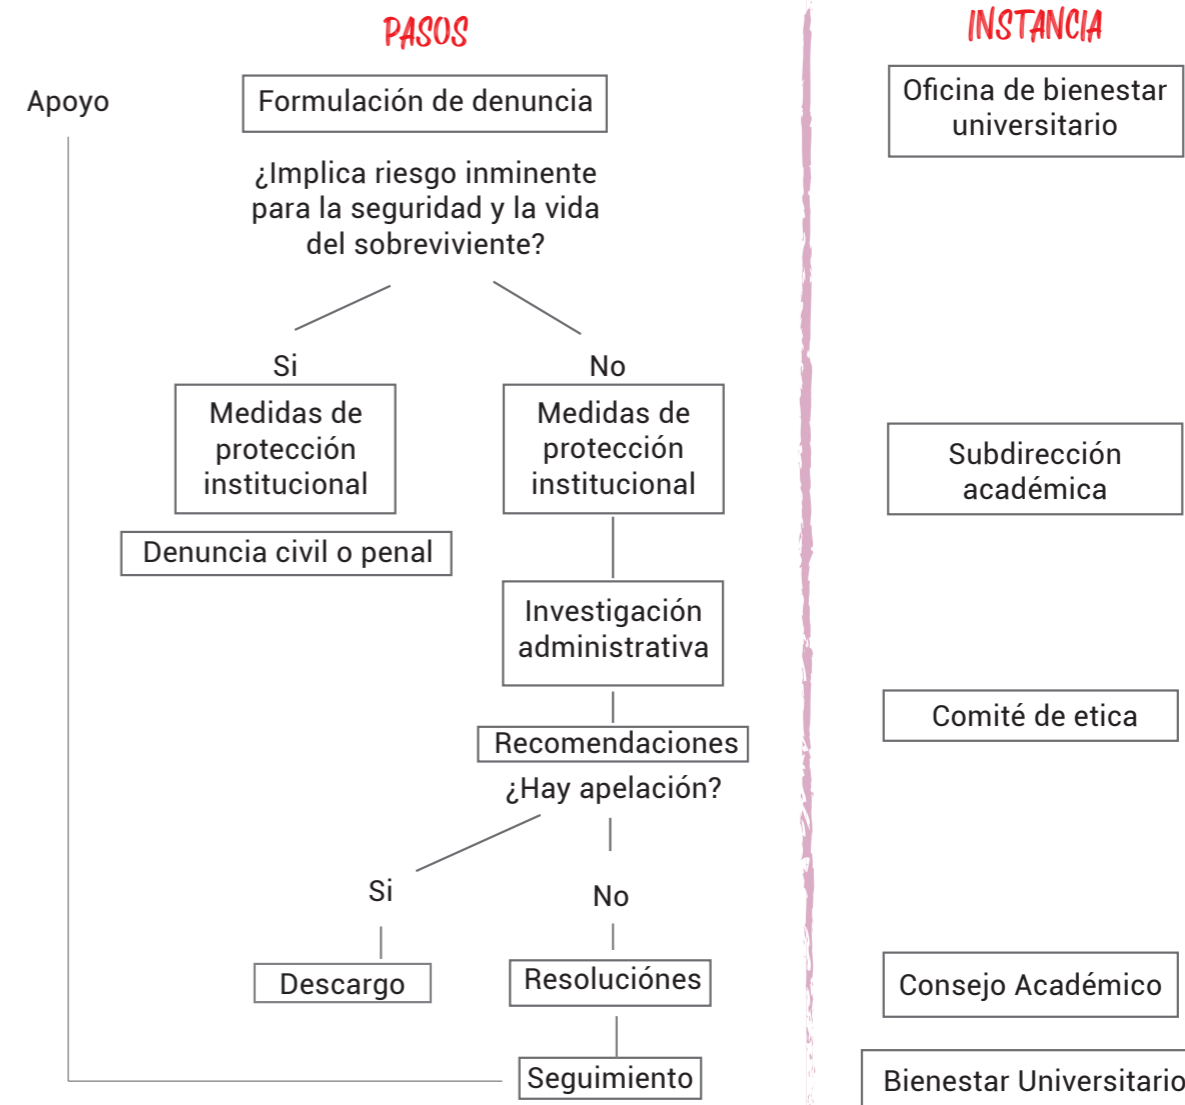 PASOS
INSTANCIA
Apoyo
Formulación de denuncia
Oficina de bienestar
universitario
¿Implica riesgo inminente
para la seguridad y la vida
del sobreviviente?
Si
No
Medidas de
protección
institucional
Medidas de
protección
institucional
Subdirección
académica
Denuncia civil o penal
Investigación
administrativa
Comité de etica
Recomendaciones
¿Hay apelación?
Si
No
Descargo
Resoluciónes
Consejo Académico
Seguimiento
Bienestar Universitario